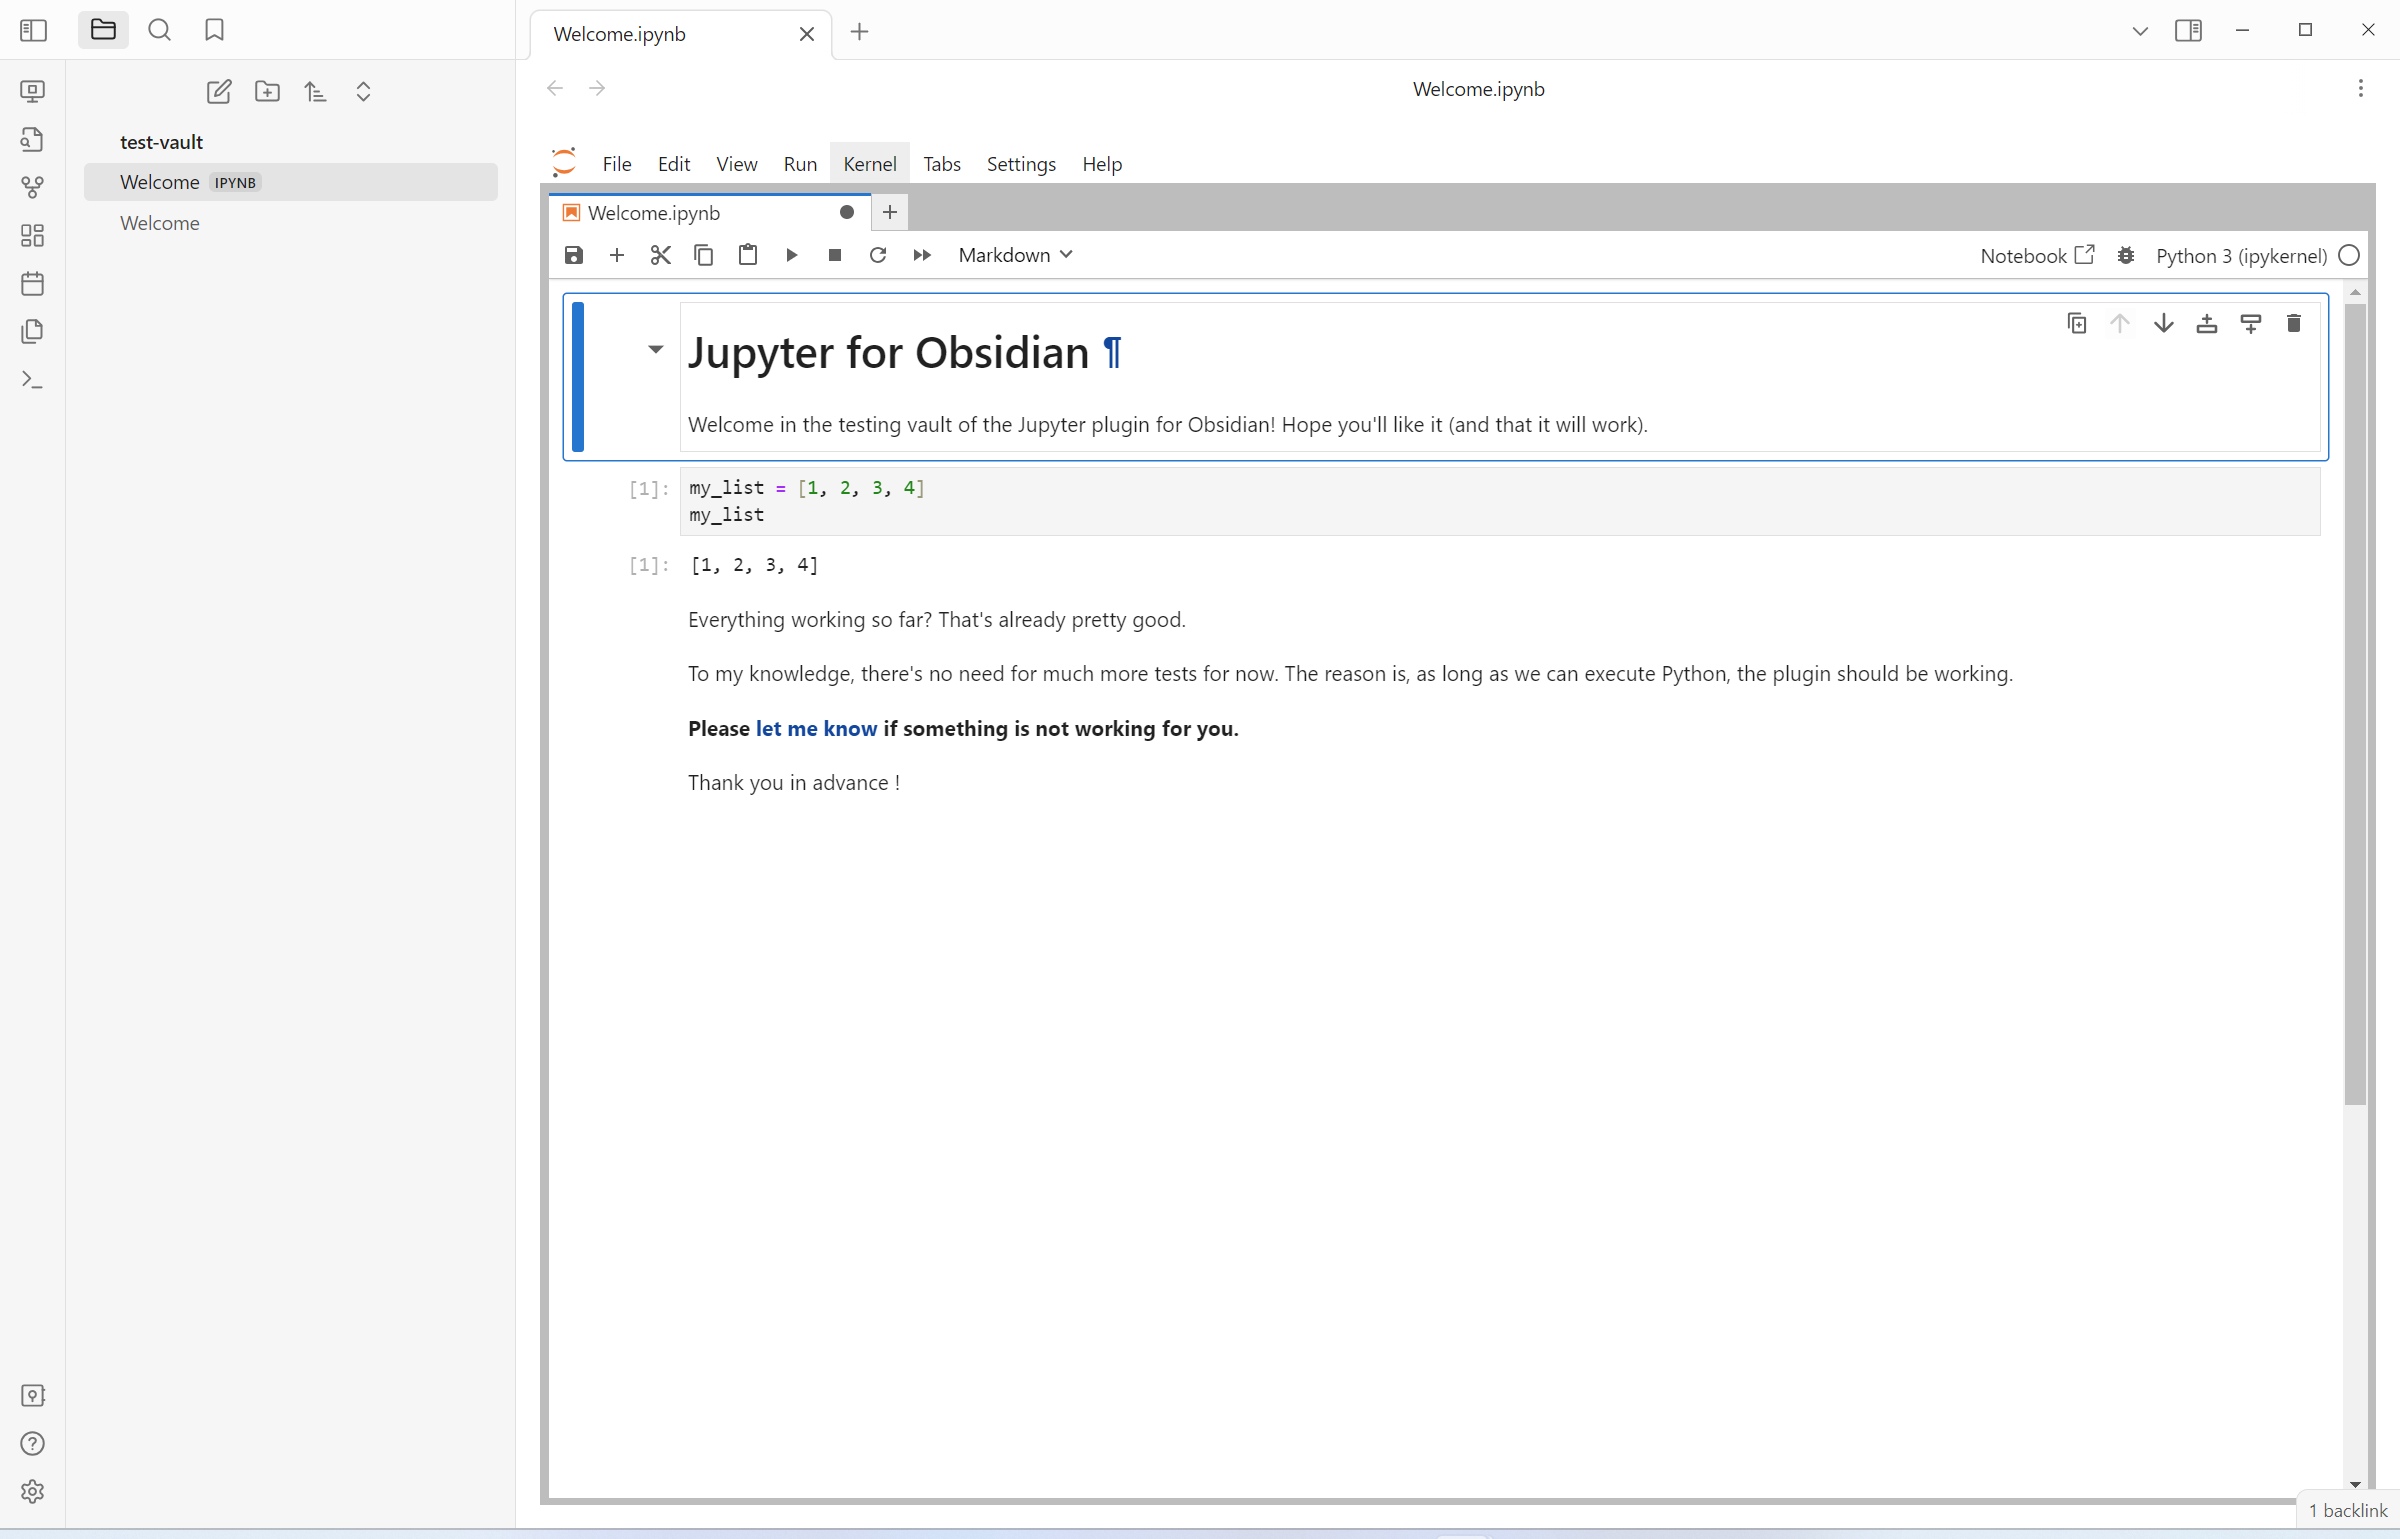 Welcome.ipynb
Welcome.ipynb
test-vault
Welcome IPYNB
Welcome
File Edit View Run Kernel Tabs Settings Help
Welcome.ipynb
Markdown Notebook Python 3 (ipykernel)
Jupyter for Obsidian ¶
Welcome in the testing vault of the Jupyter plugin for Obsidian! Hope you'll like it (and that it will work).
[1]: my_list = [1, 2, 3, 4]
my_list
[1]: [1, 2, 3, 4]
Everything working so far? That's already pretty good.
To my knowledge, there's no need for much more tests for now. The reason is, as long as we can execute Python, the plugin should be working.
Please let me know if something is not working for you.
Thank you in advance !
1 backlink